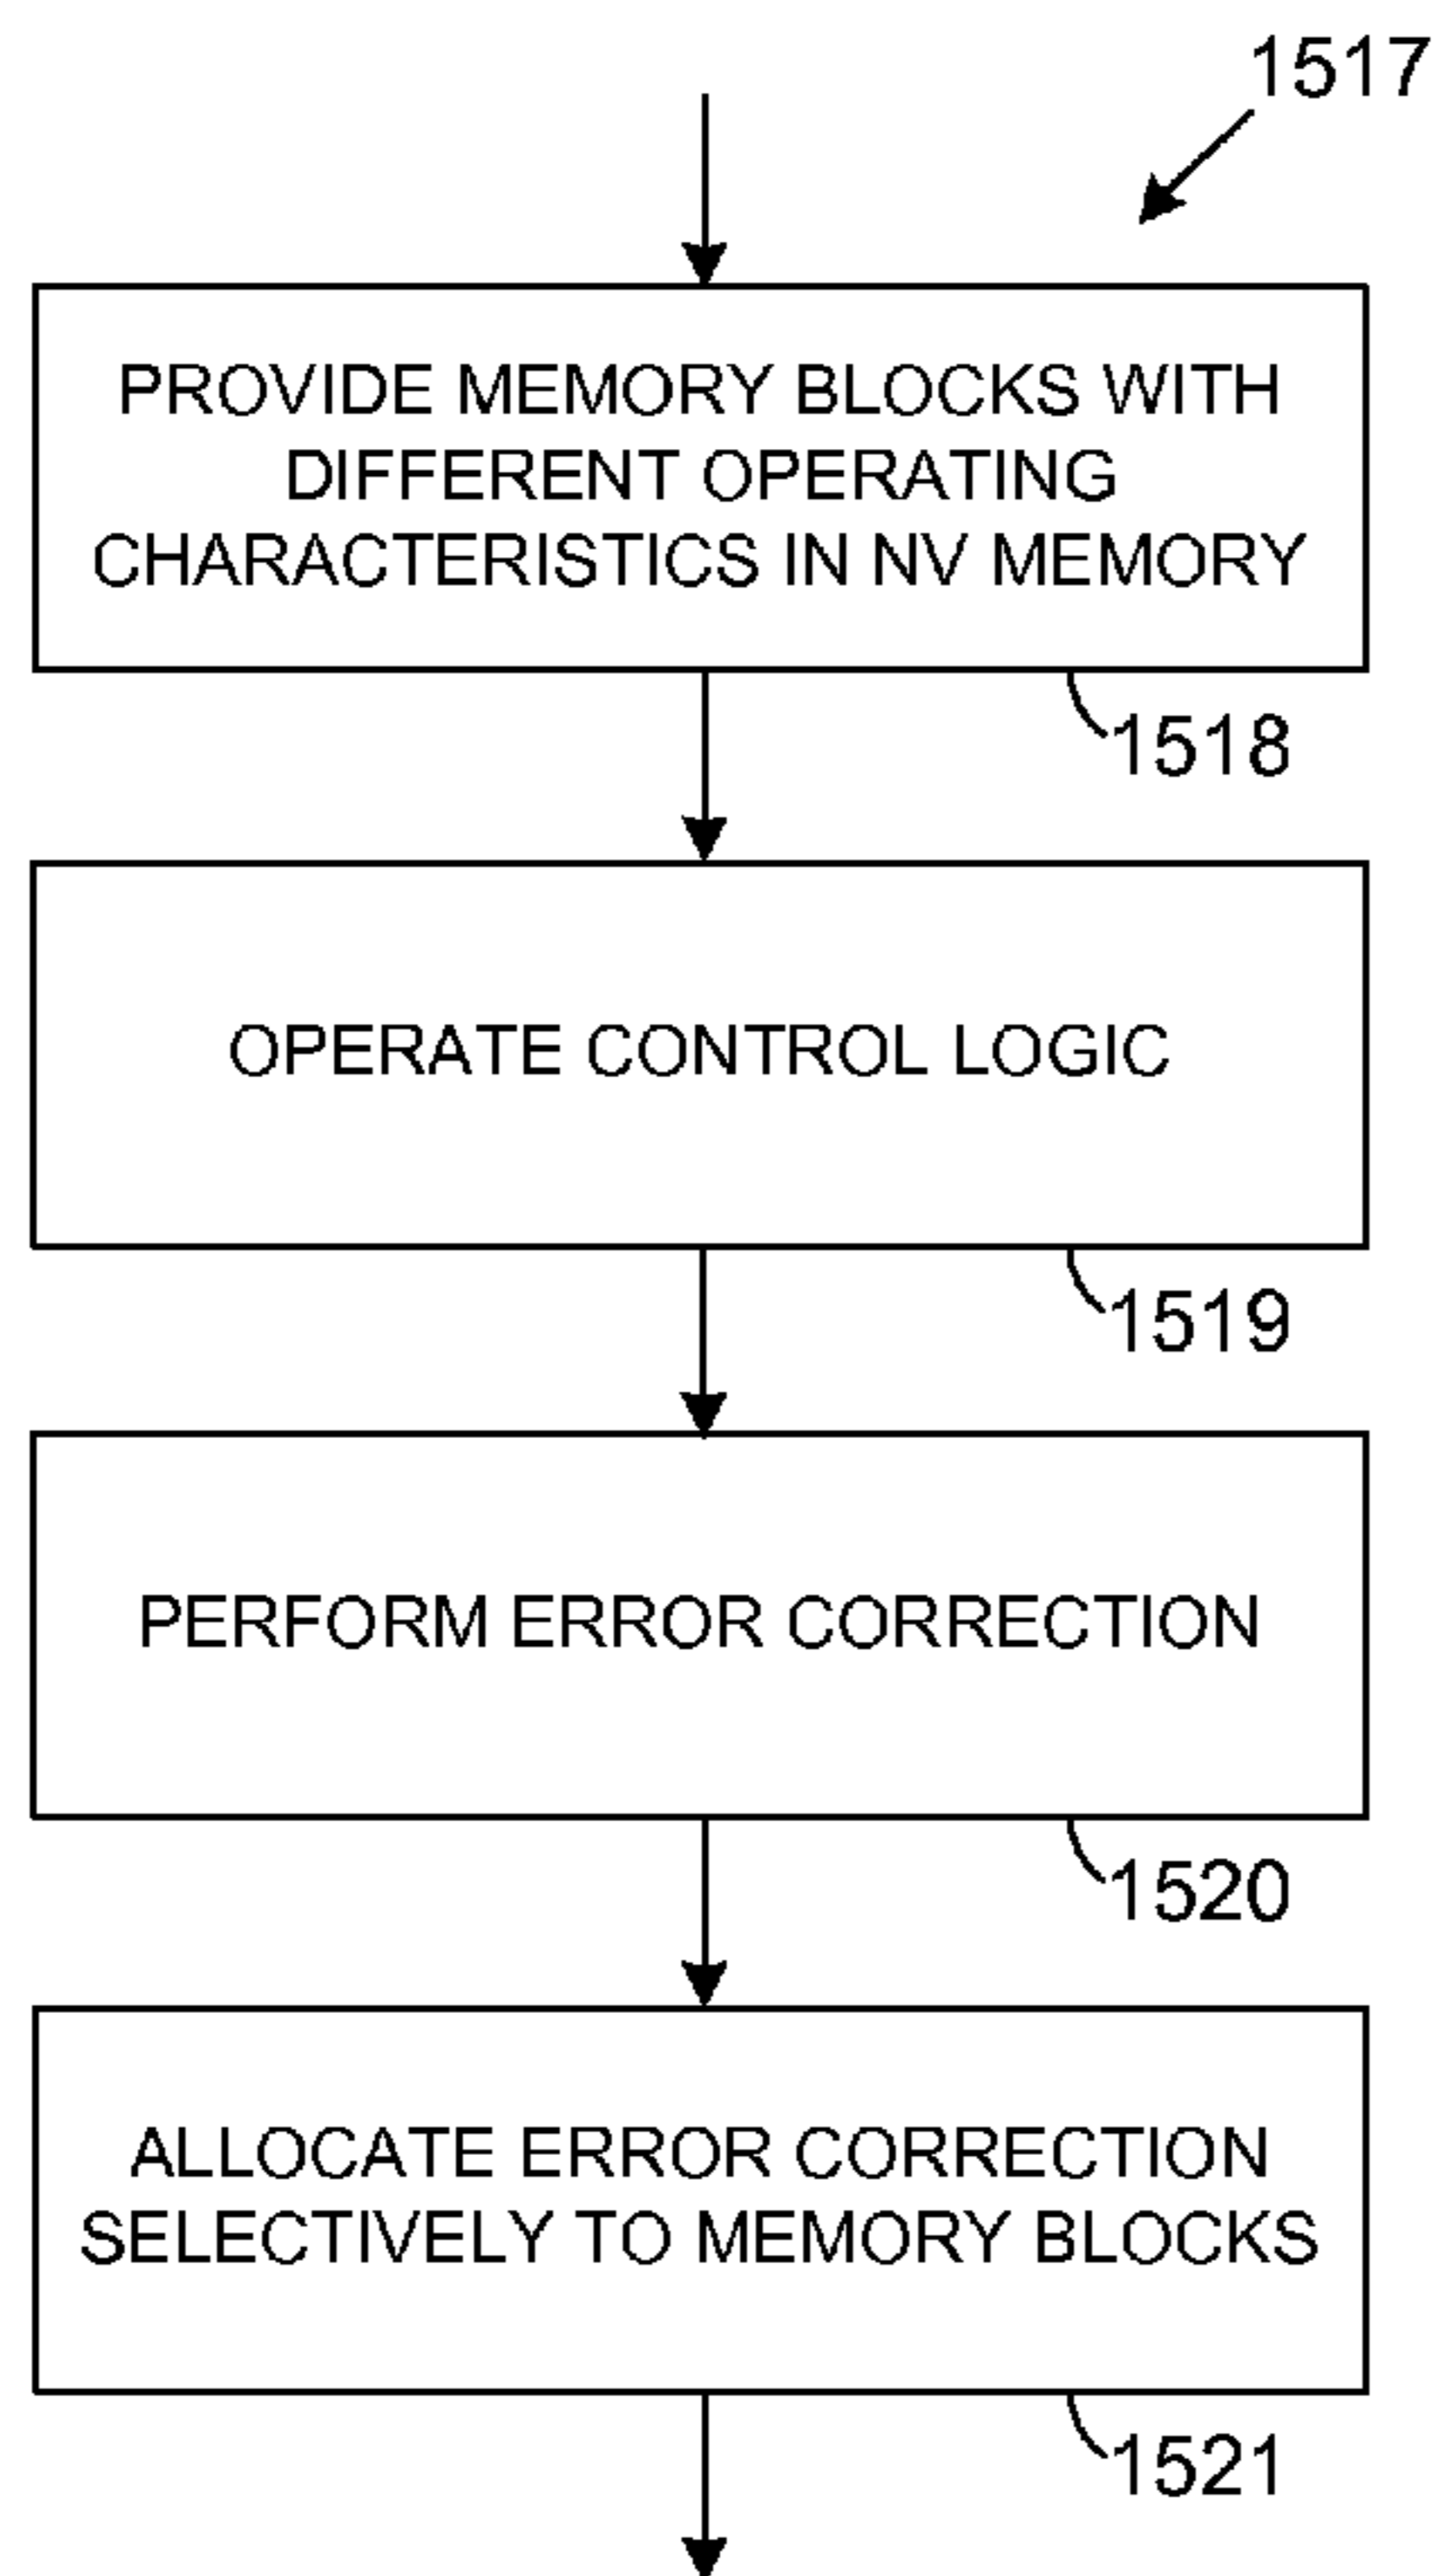 1517
PROVIDE MEMORY BLOCKS WITH
DIFFERENT OPERATING
CHARACTERISTICS IN NV MEMORY
1518
OPERATE CONTROL LOGIC
1519
PERFORM ERROR CORRECTION
1520
ALLOCATE ERROR CORRECTION
SELECTIVELY TO MEMORY BLOCKS
1521